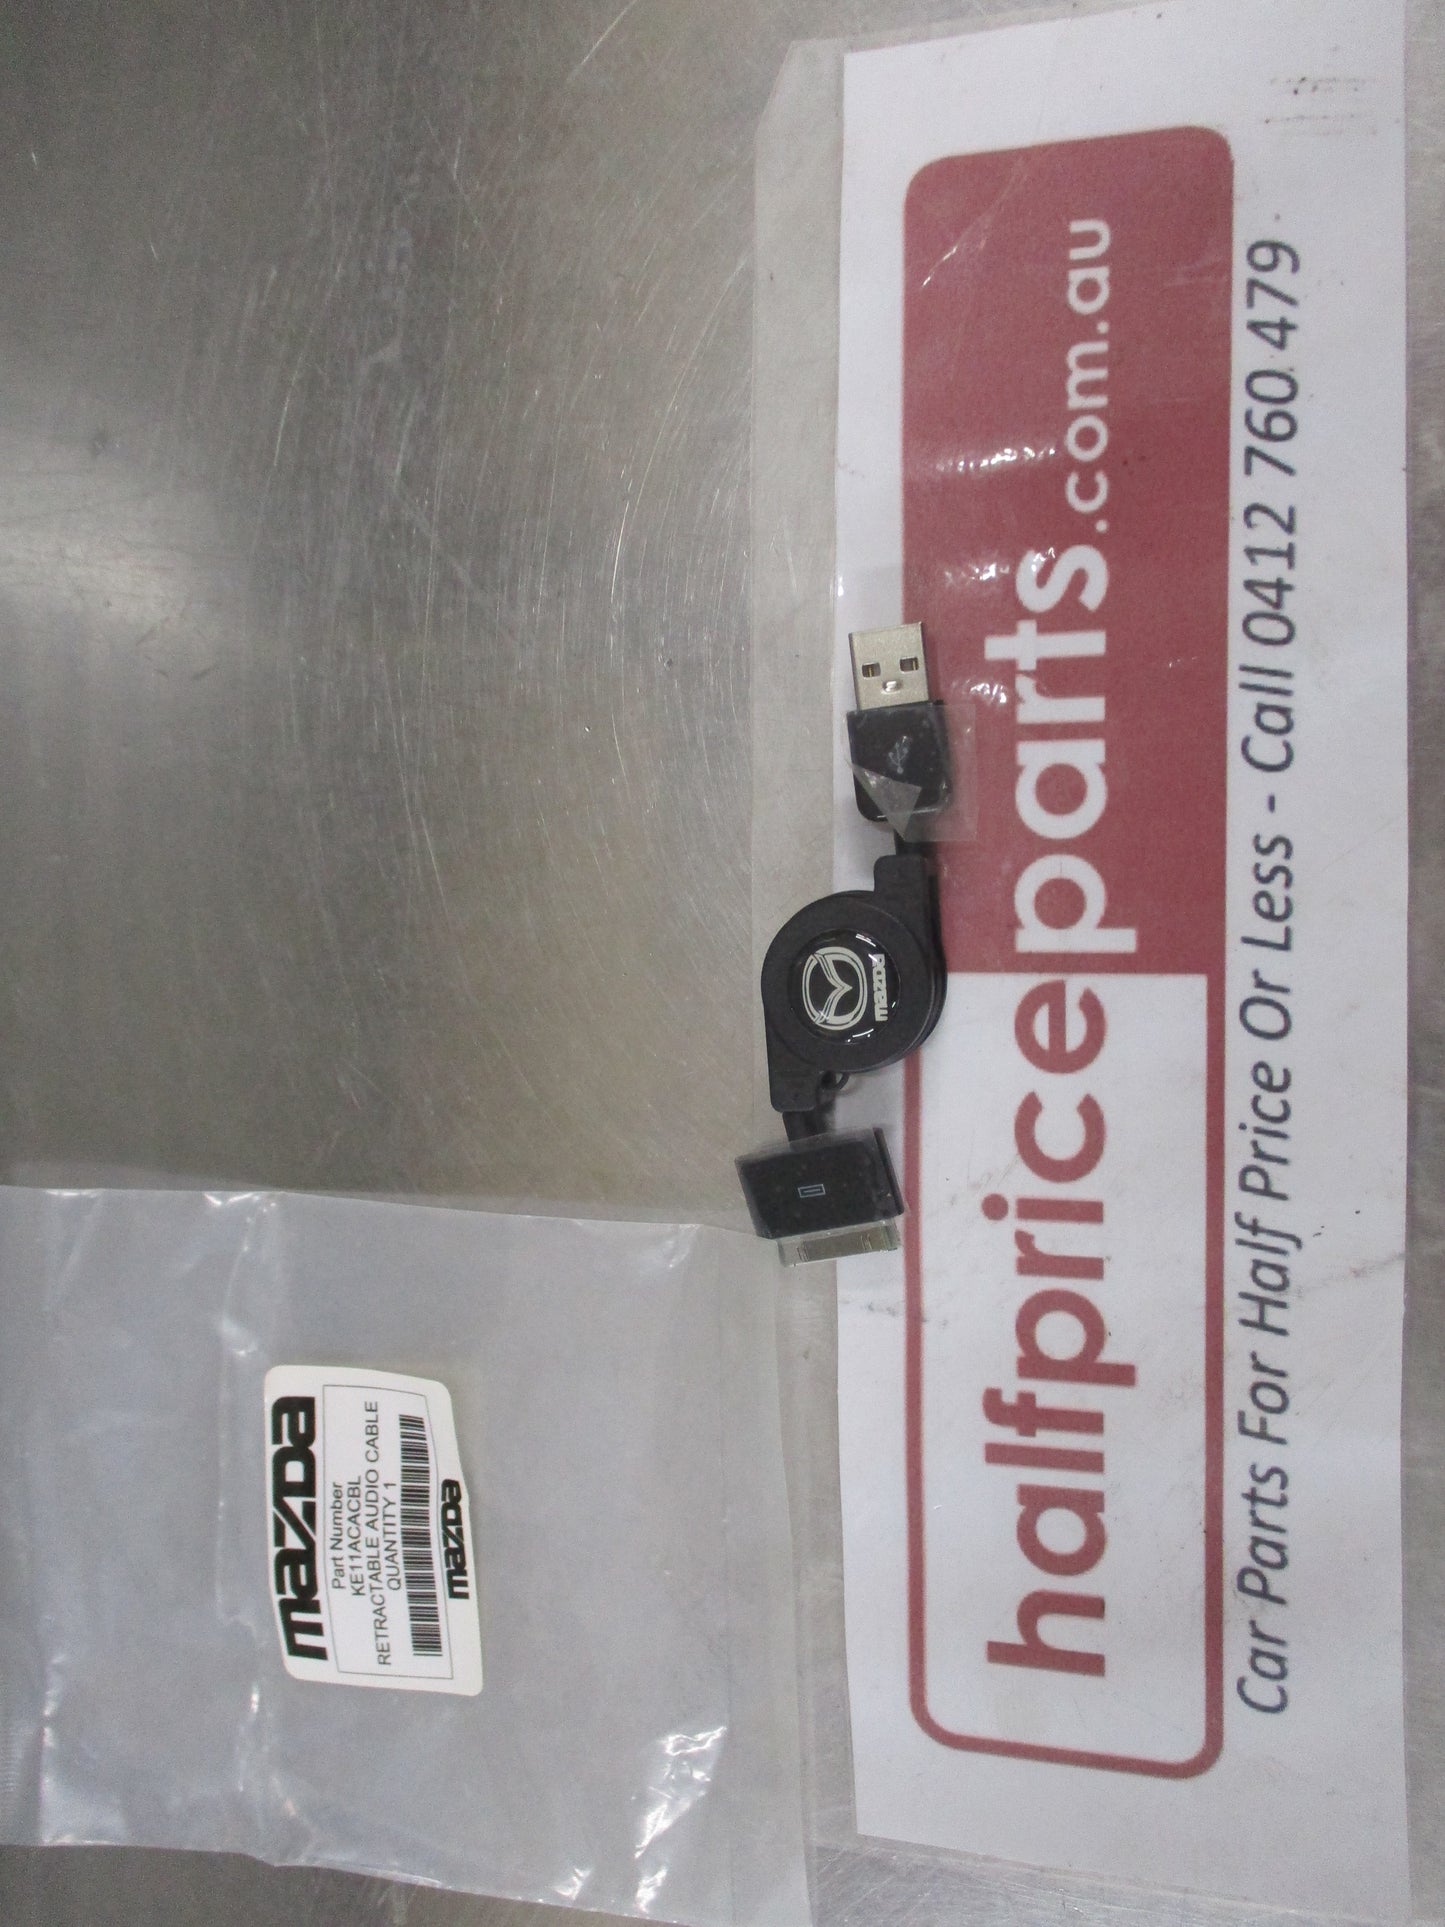 mazda
Part Number
KE11ACACBL
RETRACTABLE AUDIO CABLE
QUANTITY 1
mazda
mazda
halfpriceparts.com.au
Car Parts For Half Price Or Less - Call 0412 760 479